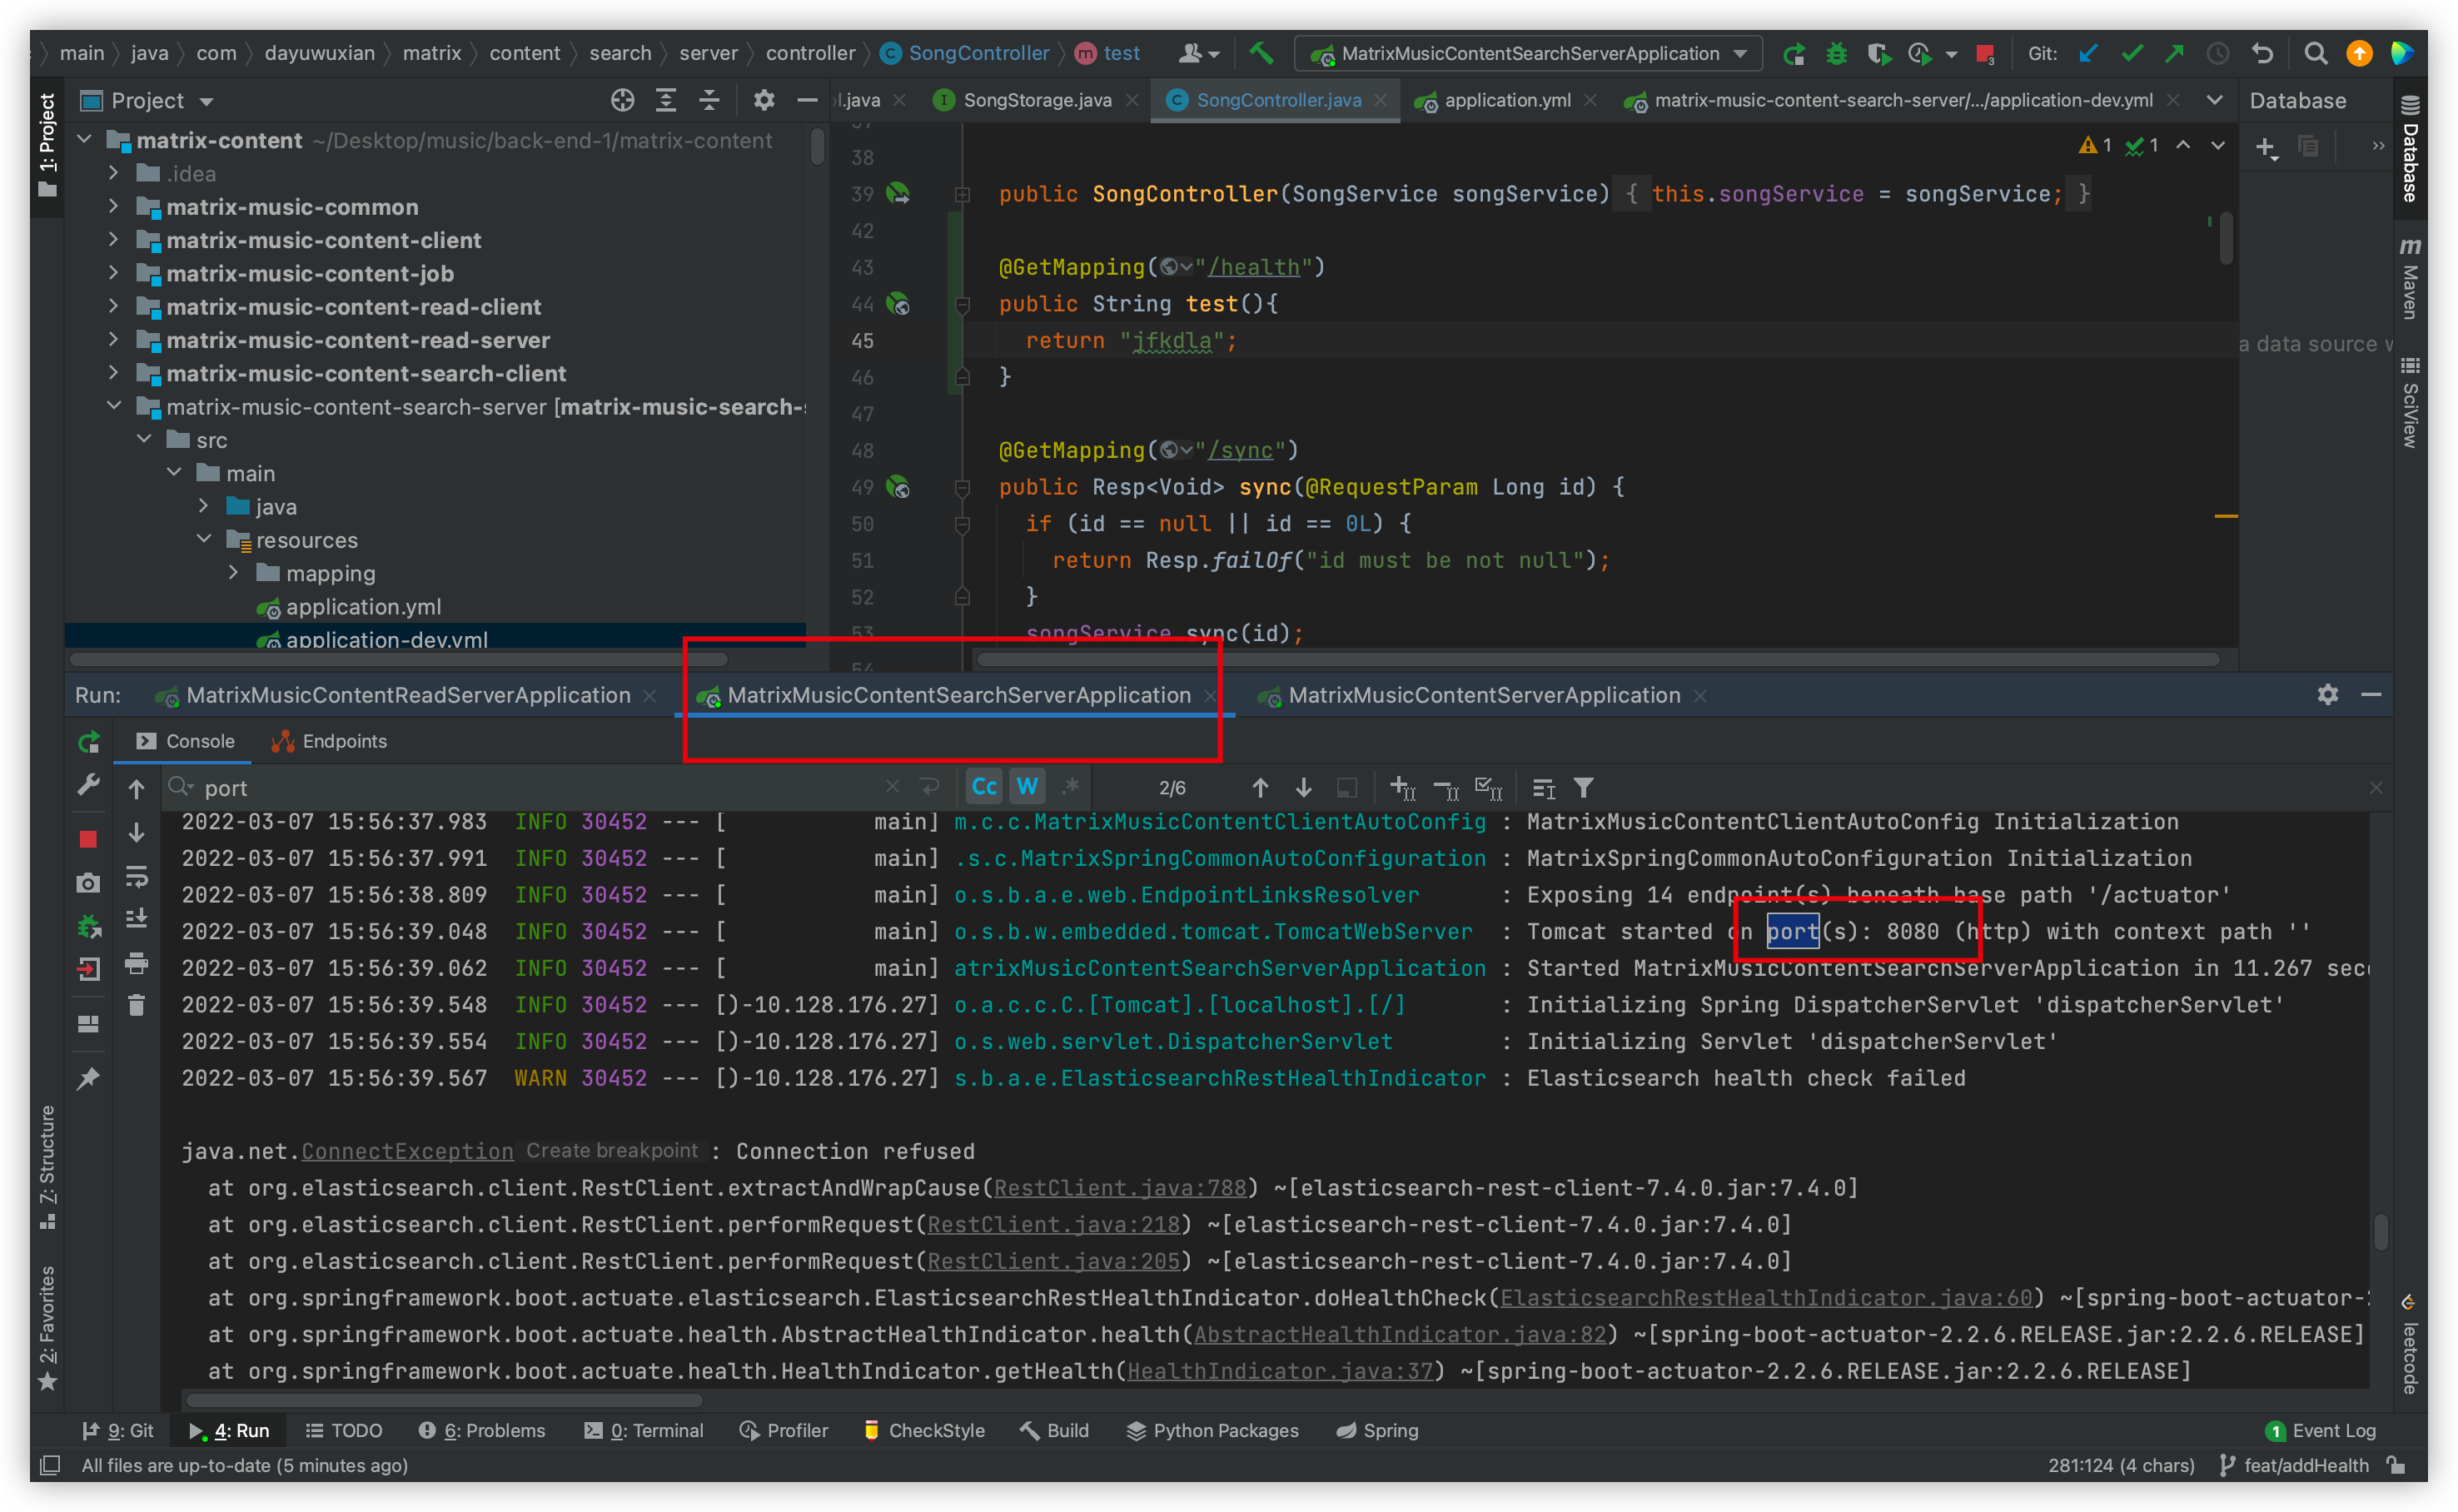 main java com dayuwuxian matrix content search server controller SongController test MatrixMusicContentSearchServerApplication 3 Git:
Project
l.java SongStorage.java SongController.java application.yml matrix-music-content-search-server/.../application-dev.yml Database
1: Project
matrix-content ~/Desktop/music/back-end-1/matrix-content
.idea
matrix-music-common
matrix-music-content-client
matrix-music-content-job
matrix-music-content-read-client
matrix-music-content-read-server
matrix-music-content-search-client
matrix-music-content-search-server [matrix-music-search-s
src
main
java
resources
mapping
application.yml
application-dev.yml
1 1
38
39 public SongController(SongService songService) { this.songService = songService; }
42
43 @GetMapping("/health")
44 public String test(){
45 return "jfkdla";
46 }
47
48 @GetMapping("/sync")
49 public Resp<Void> sync(@RequestParam Long id) {
50 if (id == null || id == 0L) {
51 return Resp.failOf("id must be not null");
52 }
53 songService.sync(id);
54
a data source
Database
Maven
SciView
Run: MatrixMusicContentReadServerApplication MatrixMusicContentSearchServerApplication MatrixMusicContentServerApplication
Console Endpoints
port Cc W .* 2/6
2022-03-07 15:56:37.983 INFO 30452 --- [ main] m.c.c.MatrixMusicContentClientAutoConfig : MatrixMusicContentClientAutoConfig Initialization
2022-03-07 15:56:37.991 INFO 30452 --- [ main] .s.c.MatrixSpringCommonAutoConfiguration : MatrixSpringCommonAutoConfiguration Initialization
2022-03-07 15:56:38.809 INFO 30452 --- [ main] o.s.b.a.e.web.EndpointLinksResolver : Exposing 14 endpoint(s) beneath base path '/actuator'
2022-03-07 15:56:39.048 INFO 30452 --- [ main] o.s.b.w.embedded.tomcat.TomcatWebServer : Tomcat started on port(s): 8080 (http) with context path ''
2022-03-07 15:56:39.062 INFO 30452 --- [ main] atrixMusicContentSearchServerApplication : Started MatrixMusicContentSearchServerApplication in 11.267 seco
2022-03-07 15:56:39.548 INFO 30452 --- [)-10.128.176.27] o.a.c.c.C.[Tomcat].[localhost].[/] : Initializing Spring DispatcherServlet 'dispatcherServlet'
2022-03-07 15:56:39.554 INFO 30452 --- [)-10.128.176.27] o.s.web.servlet.DispatcherServlet : Initializing Servlet 'dispatcherServlet'
2022-03-07 15:56:39.567 WARN 30452 --- [)-10.128.176.27] s.b.a.e.ElasticsearchRestHealthIndicator : Elasticsearch health check failed
java.net.ConnectException Create breakpoint : Connection refused
at org.elasticsearch.client.RestClient.extractAndWrapCause(RestClient.java:788) ~[elasticsearch-rest-client-7.4.0.jar:7.4.0]
at org.elasticsearch.client.RestClient.performRequest(RestClient.java:218) ~[elasticsearch-rest-client-7.4.0.jar:7.4.0]
at org.elasticsearch.client.RestClient.performRequest(RestClient.java:205) ~[elasticsearch-rest-client-7.4.0.jar:7.4.0]
at org.springframework.boot.actuate.elasticsearch.ElasticsearchRestHealthIndicator.doHealthCheck(ElasticsearchRestHealthIndicator.java:60) ~[spring-boot-actuator-2
at org.springframework.boot.actuate.health.AbstractHealthIndicator.health(AbstractHealthIndicator.java:82) ~[spring-boot-actuator-2.2.6.RELEASE.jar:2.2.6.RELEASE]
at org.springframework.boot.actuate.health.HealthIndicator.getHealth(HealthIndicator.java:37) ~[spring-boot-actuator-2.2.6.RELEASE.jar:2.2.6.RELEASE]
7: Structure
2: Favorites
leetcode
9: Git 4: Run TODO 6: Problems 0: Terminal Profiler CheckStyle Build Python Packages Spring 1 Event Log
All files are up-to-date (5 minutes ago) 281:124 (4 chars) feat/addHealth